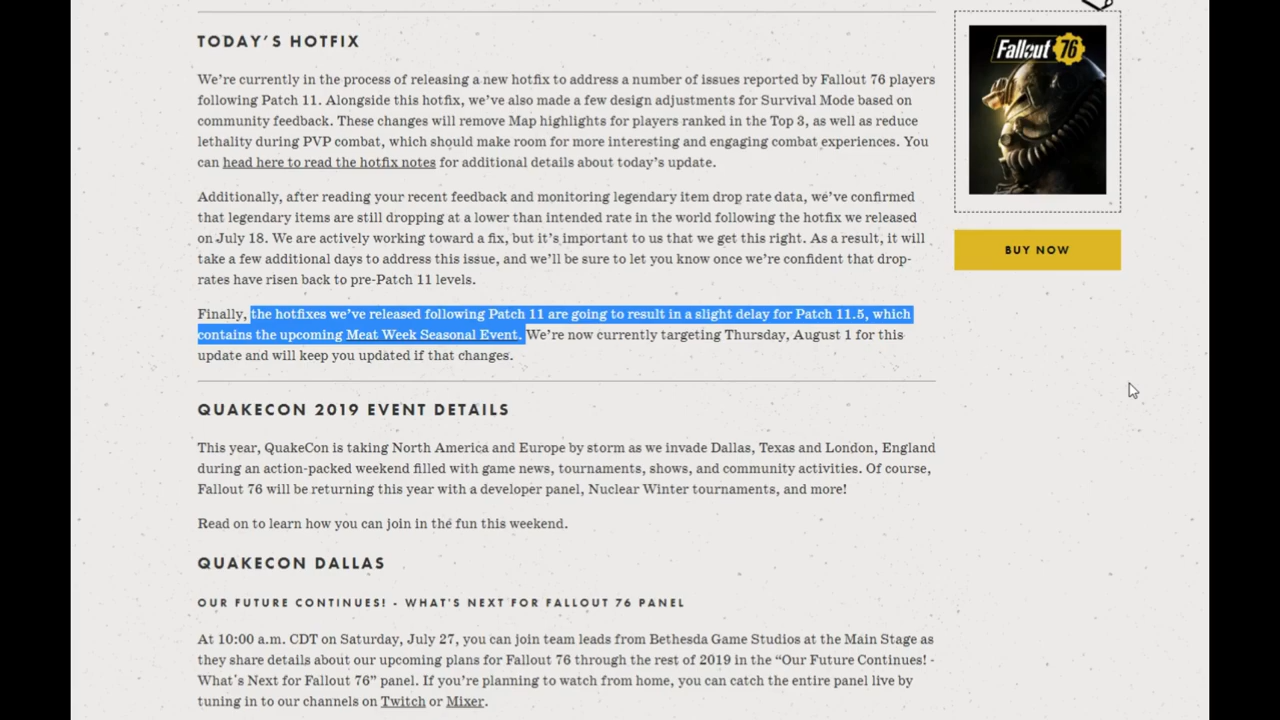 TODAY'S HOTFIX
We're currently in the process of releasing a new hotfix to address a number of issues reported by Fallout 76 players
following Patch 11. Alongside this hotfix, we've also made a few design adjustments for Survival Mode based on
community feedback. These changes will remove Map highlights for players ranked in the Top 3, as well as reduce
lethality during PVP combat, which should make room for more interesting and engaging combat experiences. You
can head here to read the hotfix notes for additional details about today's update.
Additionally, after reading your recent feedback and monitoring legendary item drop rate data, we've confirmed
that legendary items are still dropping at a lower than intended rate in the world following the hotfix we released
on July 18. We are actively working toward a fix, but it's important to us that we get this right. As a result, it will
take a few additional days to address this issue, and we'll be sure to let you know once we're confident that drop-
rates have risen back to pre-Patch 11 levels.
Finally, the hotfixes we've released following Patch 11 are going to result in a slight delay for Patch 11.5, which
contains the upcoming Meat Week Seasonal Event. We're now currently targeting Thursday, August 1 for this
update and will keep you updated if that changes.
QUAKECON 2019 EVENT DETAILS
This year, QuakeCon is taking North America and Europe by storm as we invade Dallas, Texas and London, England
during an action-packed weekend filled with game news, tournaments, shows, and community activities. Of course,
Fallout 76 will be returning this year with a developer panel, Nuclear Winter tournaments, and more!
Read on to learn how you can join in the fun this weekend.
QUAKECON DALLAS
OUR FUTURE CONTINUES! - WHAT'S NEXT FOR FALLOUT 76 PANEL
At 10:00 a.m. CDT on Saturday, July 27, you can join team leads from Bethesda Game Studios at the Main Stage as
they share details about our upcoming plans for Fallout 76 through the rest of 2019 in the "Our Future Continues! -
What's Next for Fallout 76" panel. If you're planning to watch from home, you can catch the entire panel live by
tuning in to our channels on Twitch or Mixer.
Fallout 76
BUY NOW